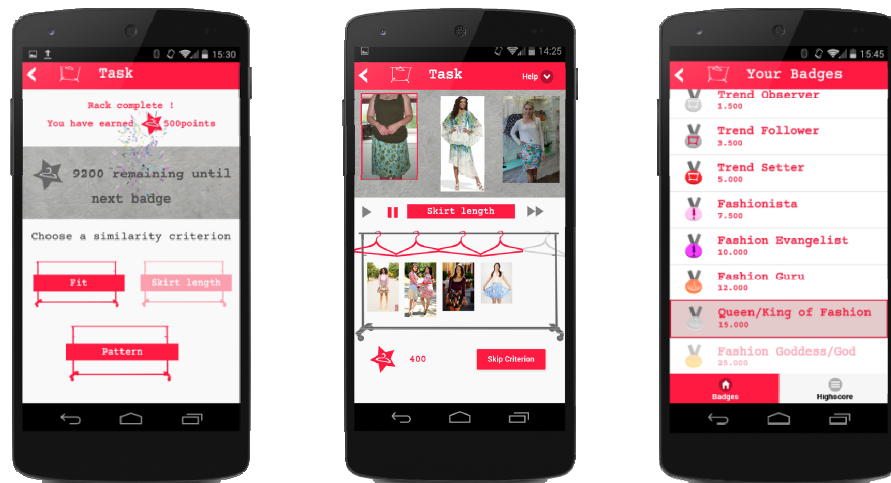 15:30
Task
Rack complete !
You have earned 500points
9200 remaining until
next badge
Choose a similarity criterion
Fit
Skirt length
Pattern
14:25
Task
Help
Skirt length
400
Skip Criterion
15:45
Your Badges
Trend Observer
1.500
Trend Follower
3.500
Trend Setter
5.000
Fashionista
7.500
Fashion Evangelist
10.000
Fashion Guru
12.000
Queen/King of Fashion
15.000
Fashion Goddess/God
25.000
Badges
Highscore